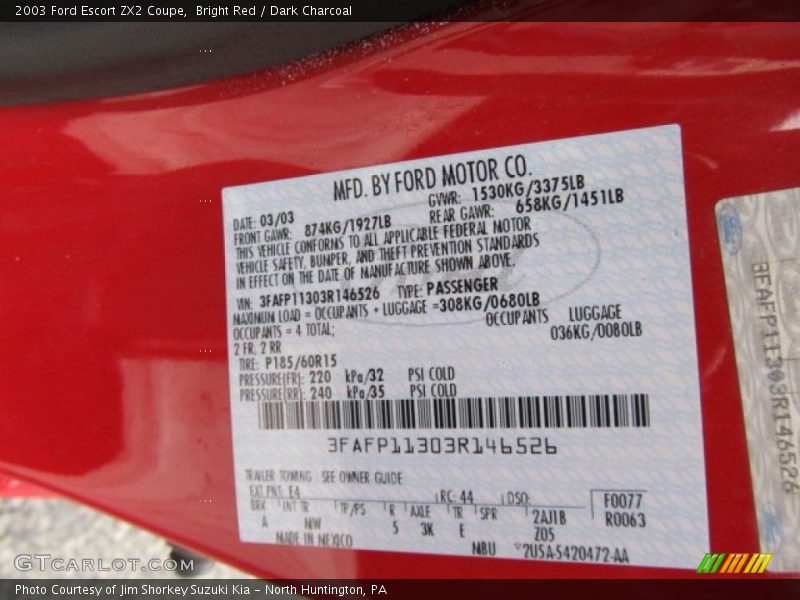 2003 Ford Escort ZX2 Coupe, Bright Red / Dark Charcoal
MFD. BY FORD MOTOR CO.
DATE: 03/03 GVWR: 1530KG/3375LB
FRONT GAWR: 874KG/1927LB REAR GAWR: 658KG/1451LB
THIS VEHICLE CONFORMS TO ALL APPLICABLE FEDERAL MOTOR
VEHICLE SAFETY, BUMPER, AND THEFT PREVENTION STANDARDS
IN EFFECT ON THE DATE OF MANUFACTURE SHOWN ABOVE.
VIN: 3FAFP11303R146526 TYPE: PASSENGER
MAXIMUM LOAD = OCCUPANTS + LUGGAGE =308KG/0680LB
OCCUPANTS = 4 TOTAL; OCCUPANTS LUGGAGE
2 FR, 2 RR 036KG/0080LB
TIRE: P185/60R15
PRESSURE(FR): 220 kPa/32 PSI COLD
PRESSURE(RR): 240 kPa/35 PSI COLD
3FAFP11303R146526
TRAILER TOWING - SEE OWNER GUIDE
EXT PNT: E4 RC: 44 DSO: F0077
BRK INT TR TP/PS R AXLE TR SPR 2AJ1B R0063
A MW 5 3K E Z05
MADE IN MEXICO NBU 2U5A-5420472-AA
3FAFP11303R146526
GTCarLot.com
Photo Courtesy of Jim Shorkey Suzuki Kia - North Huntington, PA